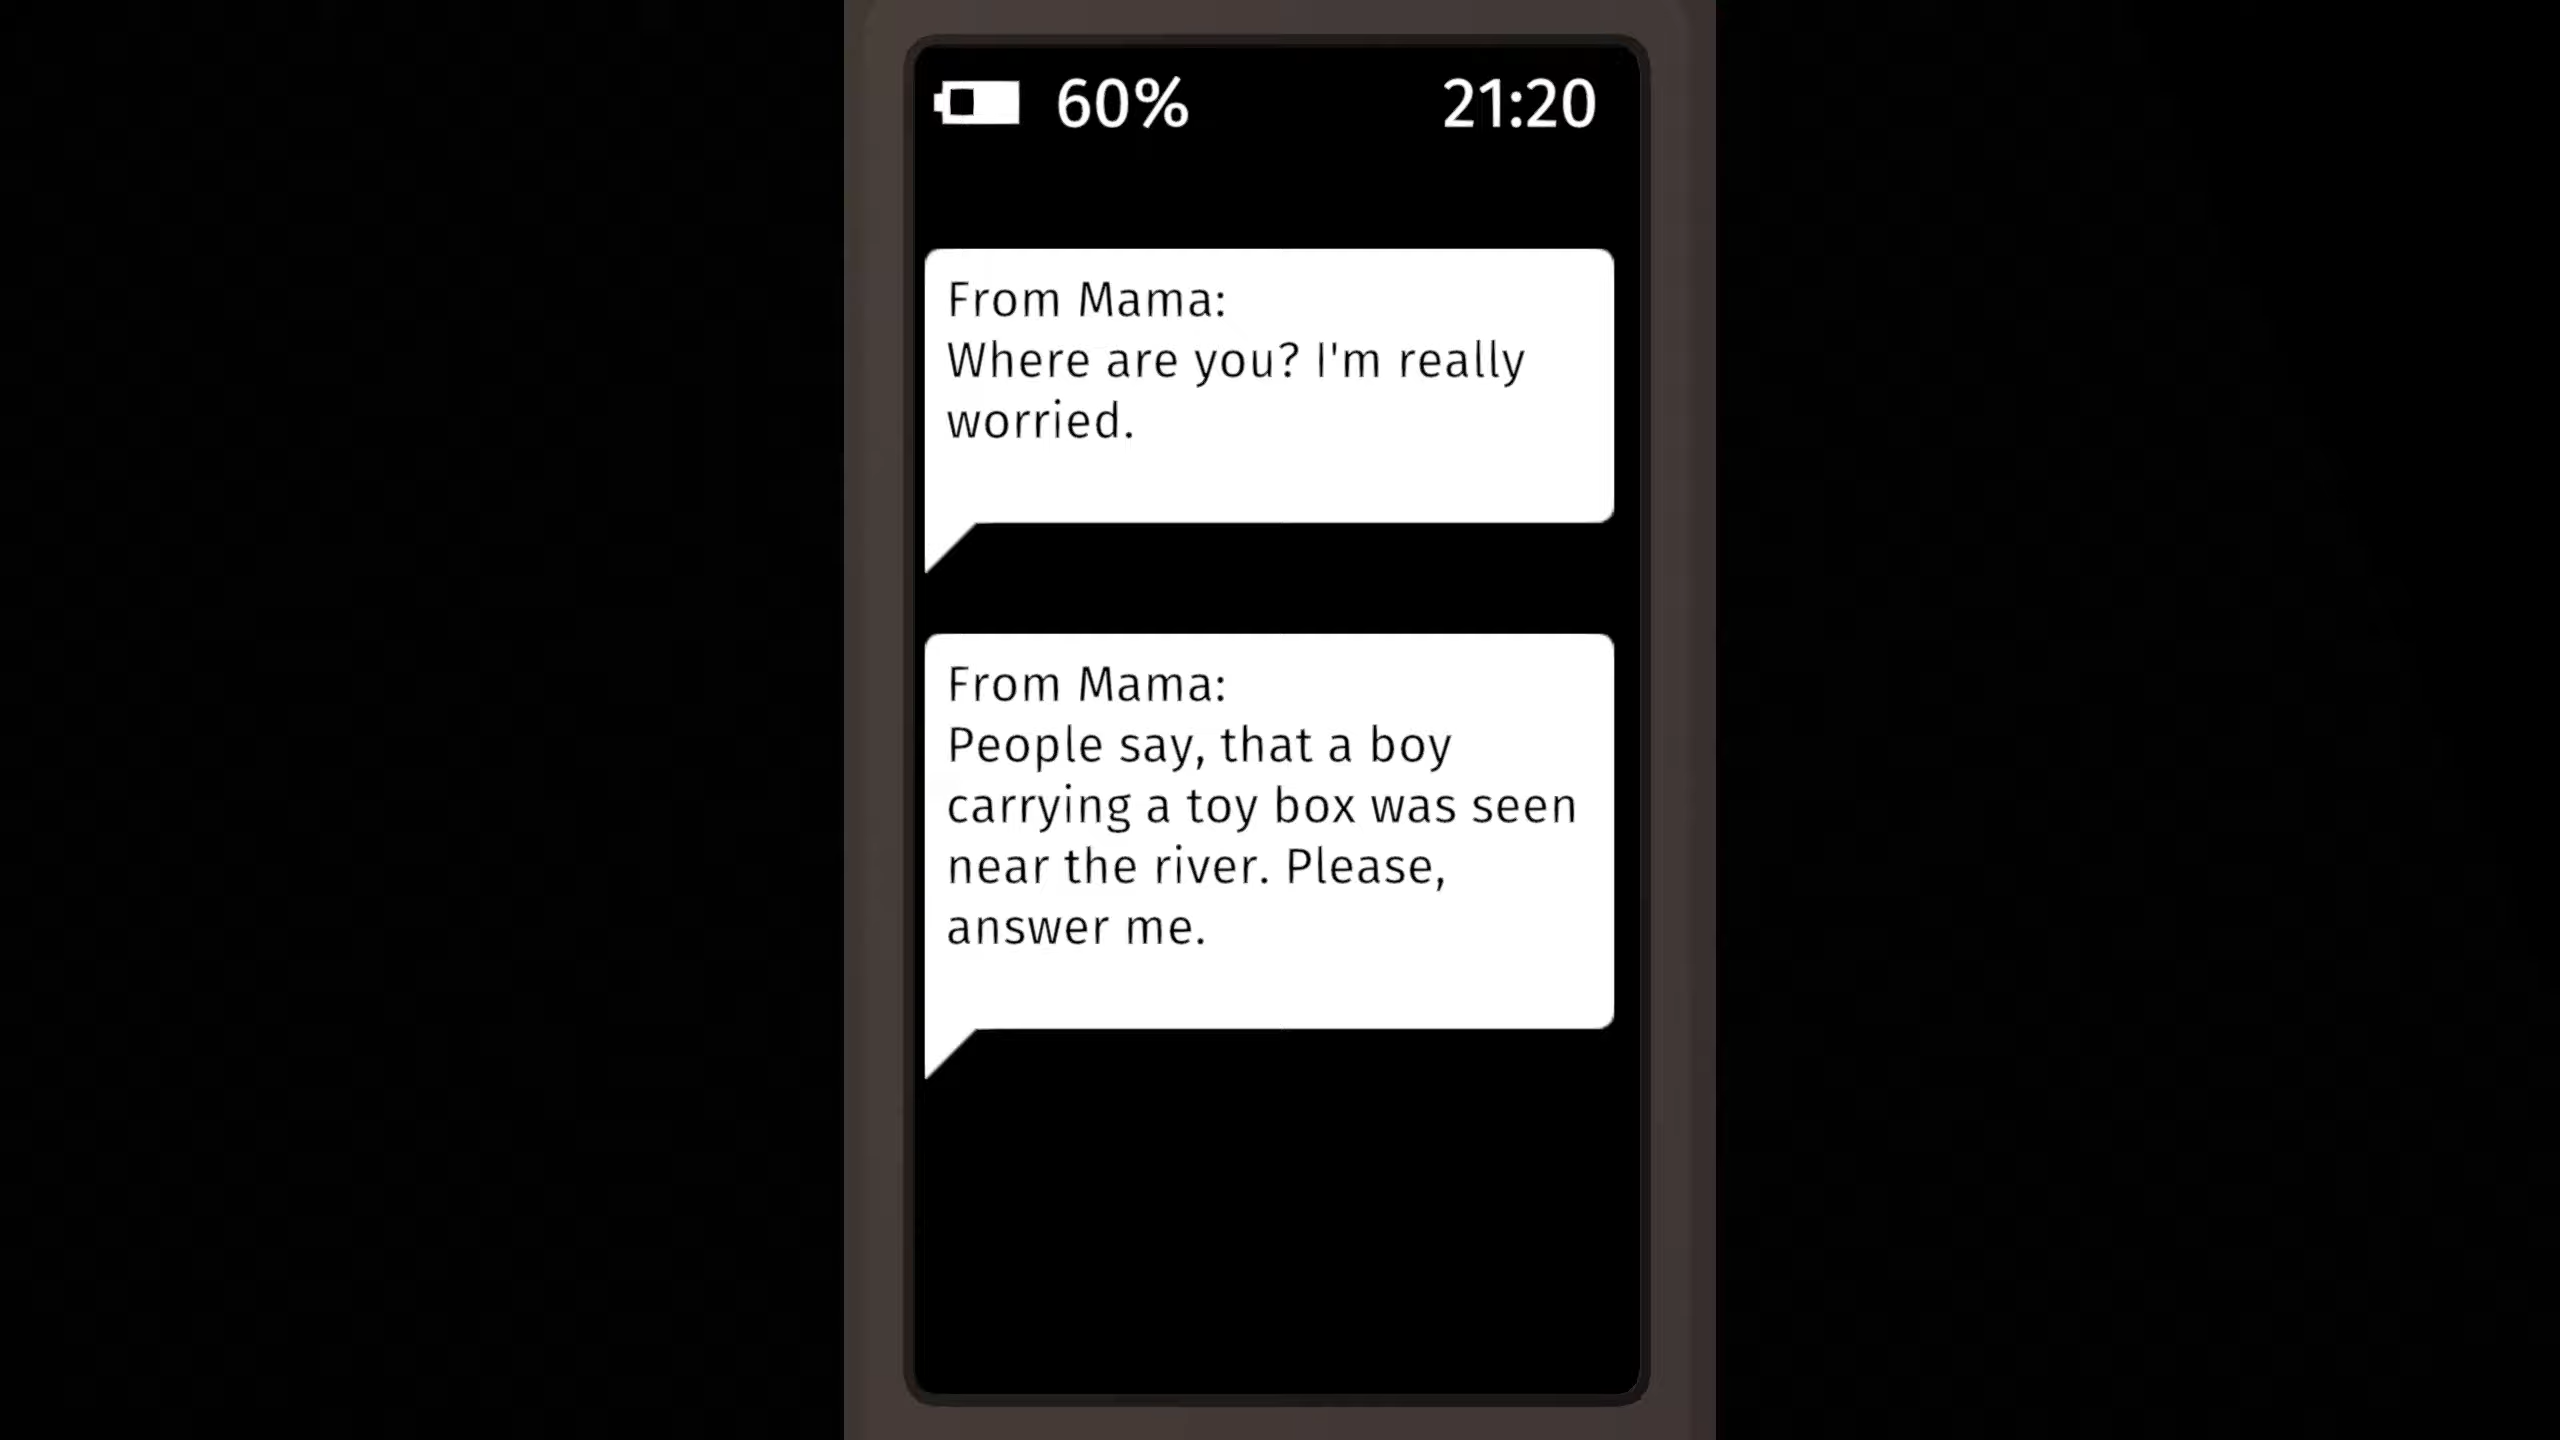 60% 21:20
From Mama:
Where are you? I'm really
worried.
From Mama:
People say, that a boy
carrying a toy box was seen
near the river. Please,
answer me.